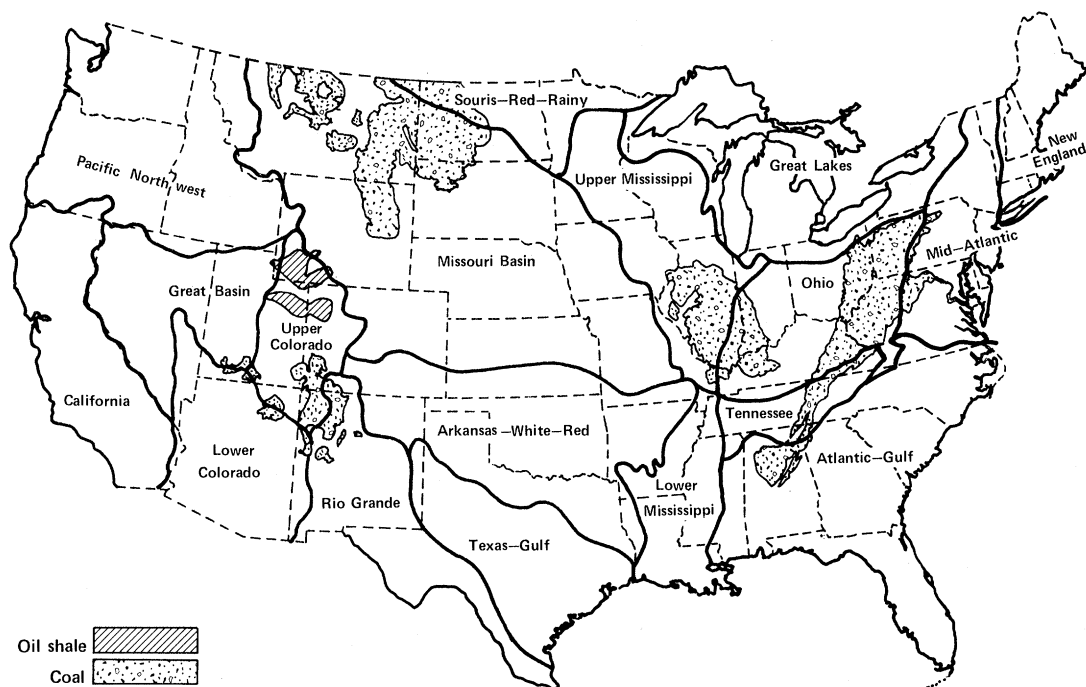 Souris—Red—Rainy
New
England
Pacific North west
Great Lakes
Upper Mississippi
Mid—Atlantic
Missouri Basin
Ohio
Great Basin
Upper
Colorado
California
Tennessee
Arkansas—White—Red
Lower
Colorado
Atlantic—Gulf
Lower
Mississippi
Rio Grande
Texas—Gulf
Oil shale
Coal